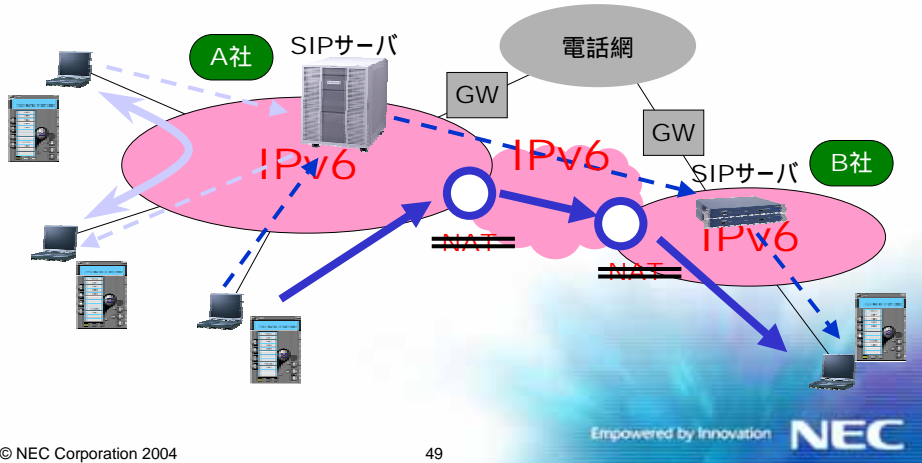 A社
SIPサーバ
電話網
GW
GW
IPv6
IPv6
SIPサーバ
B社
IPv6
NAT
NAT
Empowered by Innovation NEC
© NEC Corporation 2004
49